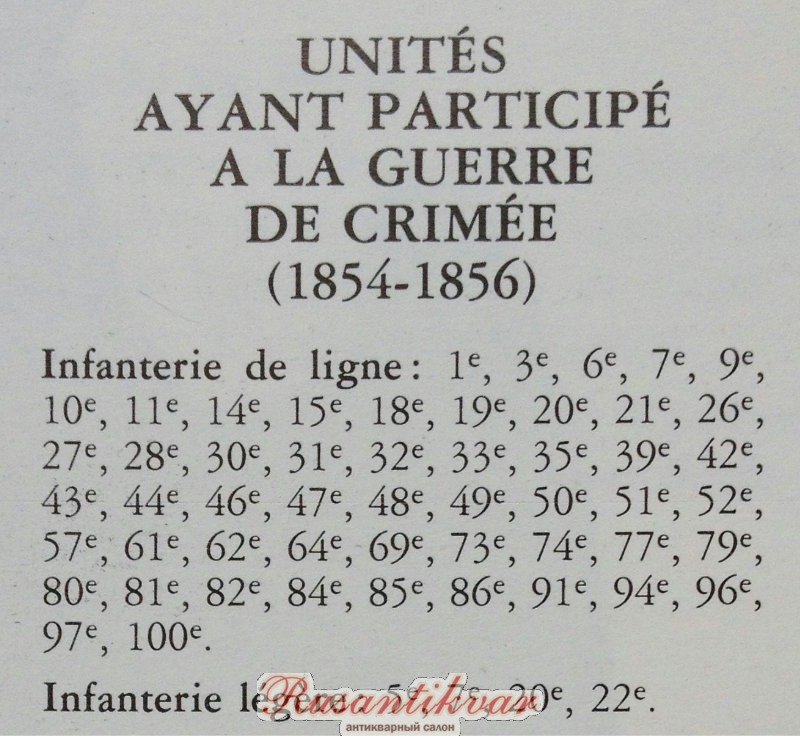 UNITÉS
AYANT PARTICIPÉ
A LA GUERRE
DE CRIMÉE
(1854-1856)
Infanterie de ligne : 1e, 3e, 6e, 7e, 9e,
10e, 11e, 14e, 15e, 18e, 19e, 20e, 21e, 26e,
27e, 28e, 30e, 31e, 32e, 33e, 35e, 39e, 42e,
43e, 44e, 46e, 47e, 48e, 49e, 50e, 51e, 52e,
57e, 61e, 62e, 64e, 69e, 73e, 74e, 77e, 79e,
80e, 81e, 82e, 84e, 85e, 86e, 91e, 94e, 96e,
97e, 100e.
Infanterie légère : 5e, 20e, 22e.
Rusantikvar
антикварный салон